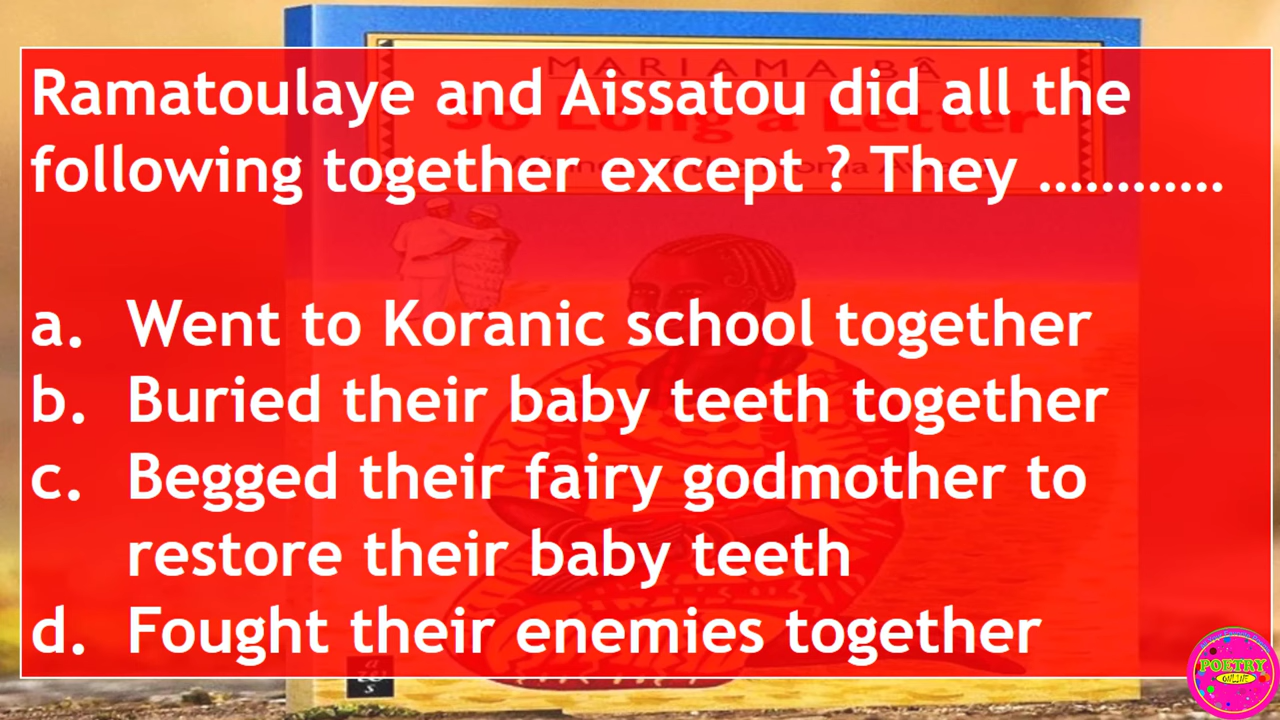 MARIAMA BÂ
So Long a Letter
Ramatoulaye and Aissatou did all the
following together except ? They ............
a. Went to Koranic school together
b. Buried their baby teeth together
c. Begged their fairy godmother to
restore their baby teeth
d. Fought their enemies together
POETRY
ONLINE